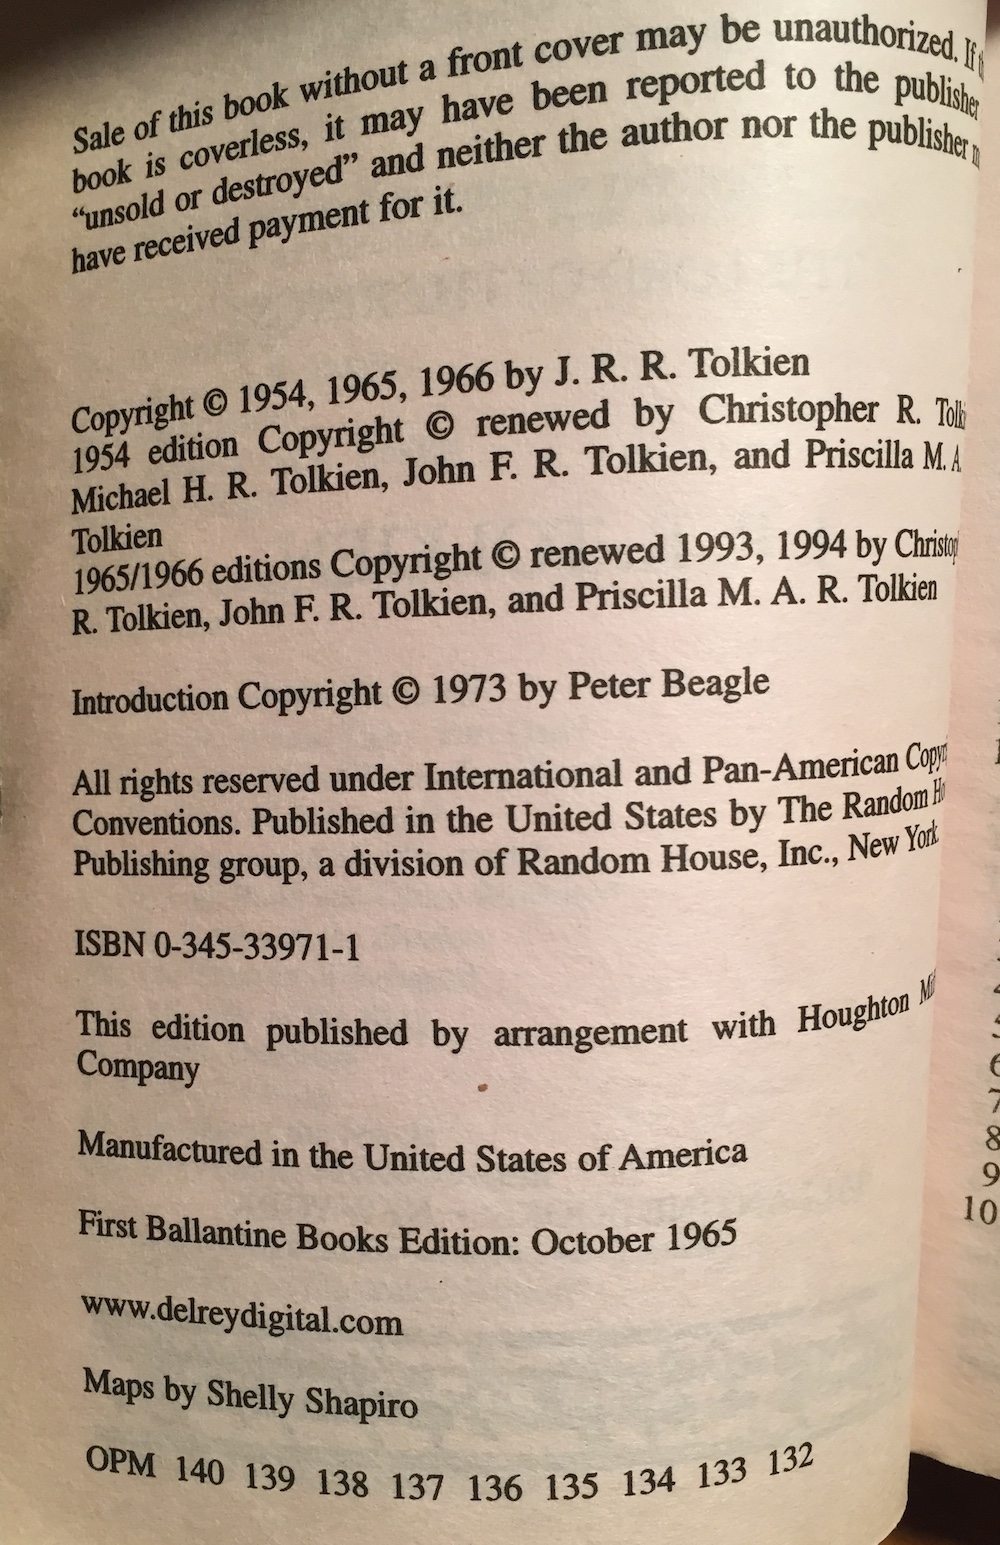 Sale of this book without a front cover may be unauthorized. If
book is coverless, it may have been reported to the publisher
“unsold or destroyed” and neither the author nor the publisher
have received payment for it.
Copyright © 1954, 1965, 1966 by J. R. R. Tolkien
1954 edition Copyright © renewed by Christopher R.
Michael H. R. Tolkien, John F. R. Tolkien, and Priscilla M. A.
Tolkien
1965/1966 editions Copyright © renewed 1993, 1994 by
R. Tolkien, John F. R. Tolkien, and Priscilla M. A. R. Tolkien
Introduction Copyright © 1973 by Peter Beagle
All rights reserved under International and Pan-American
Conventions. Published in the United States by The Random
Publishing group, a division of Random House, Inc., New York
ISBN 0-345-33971-1
This edition published by arrangement with Houghton
Company
Manufactured in the United States of America
First Ballantine Books Edition: October 1965
www.delreydigital.com
Maps by Shelly Shapiro
OPM 140 139 138 137 136 135 134 133 132
6
7
8
9
10